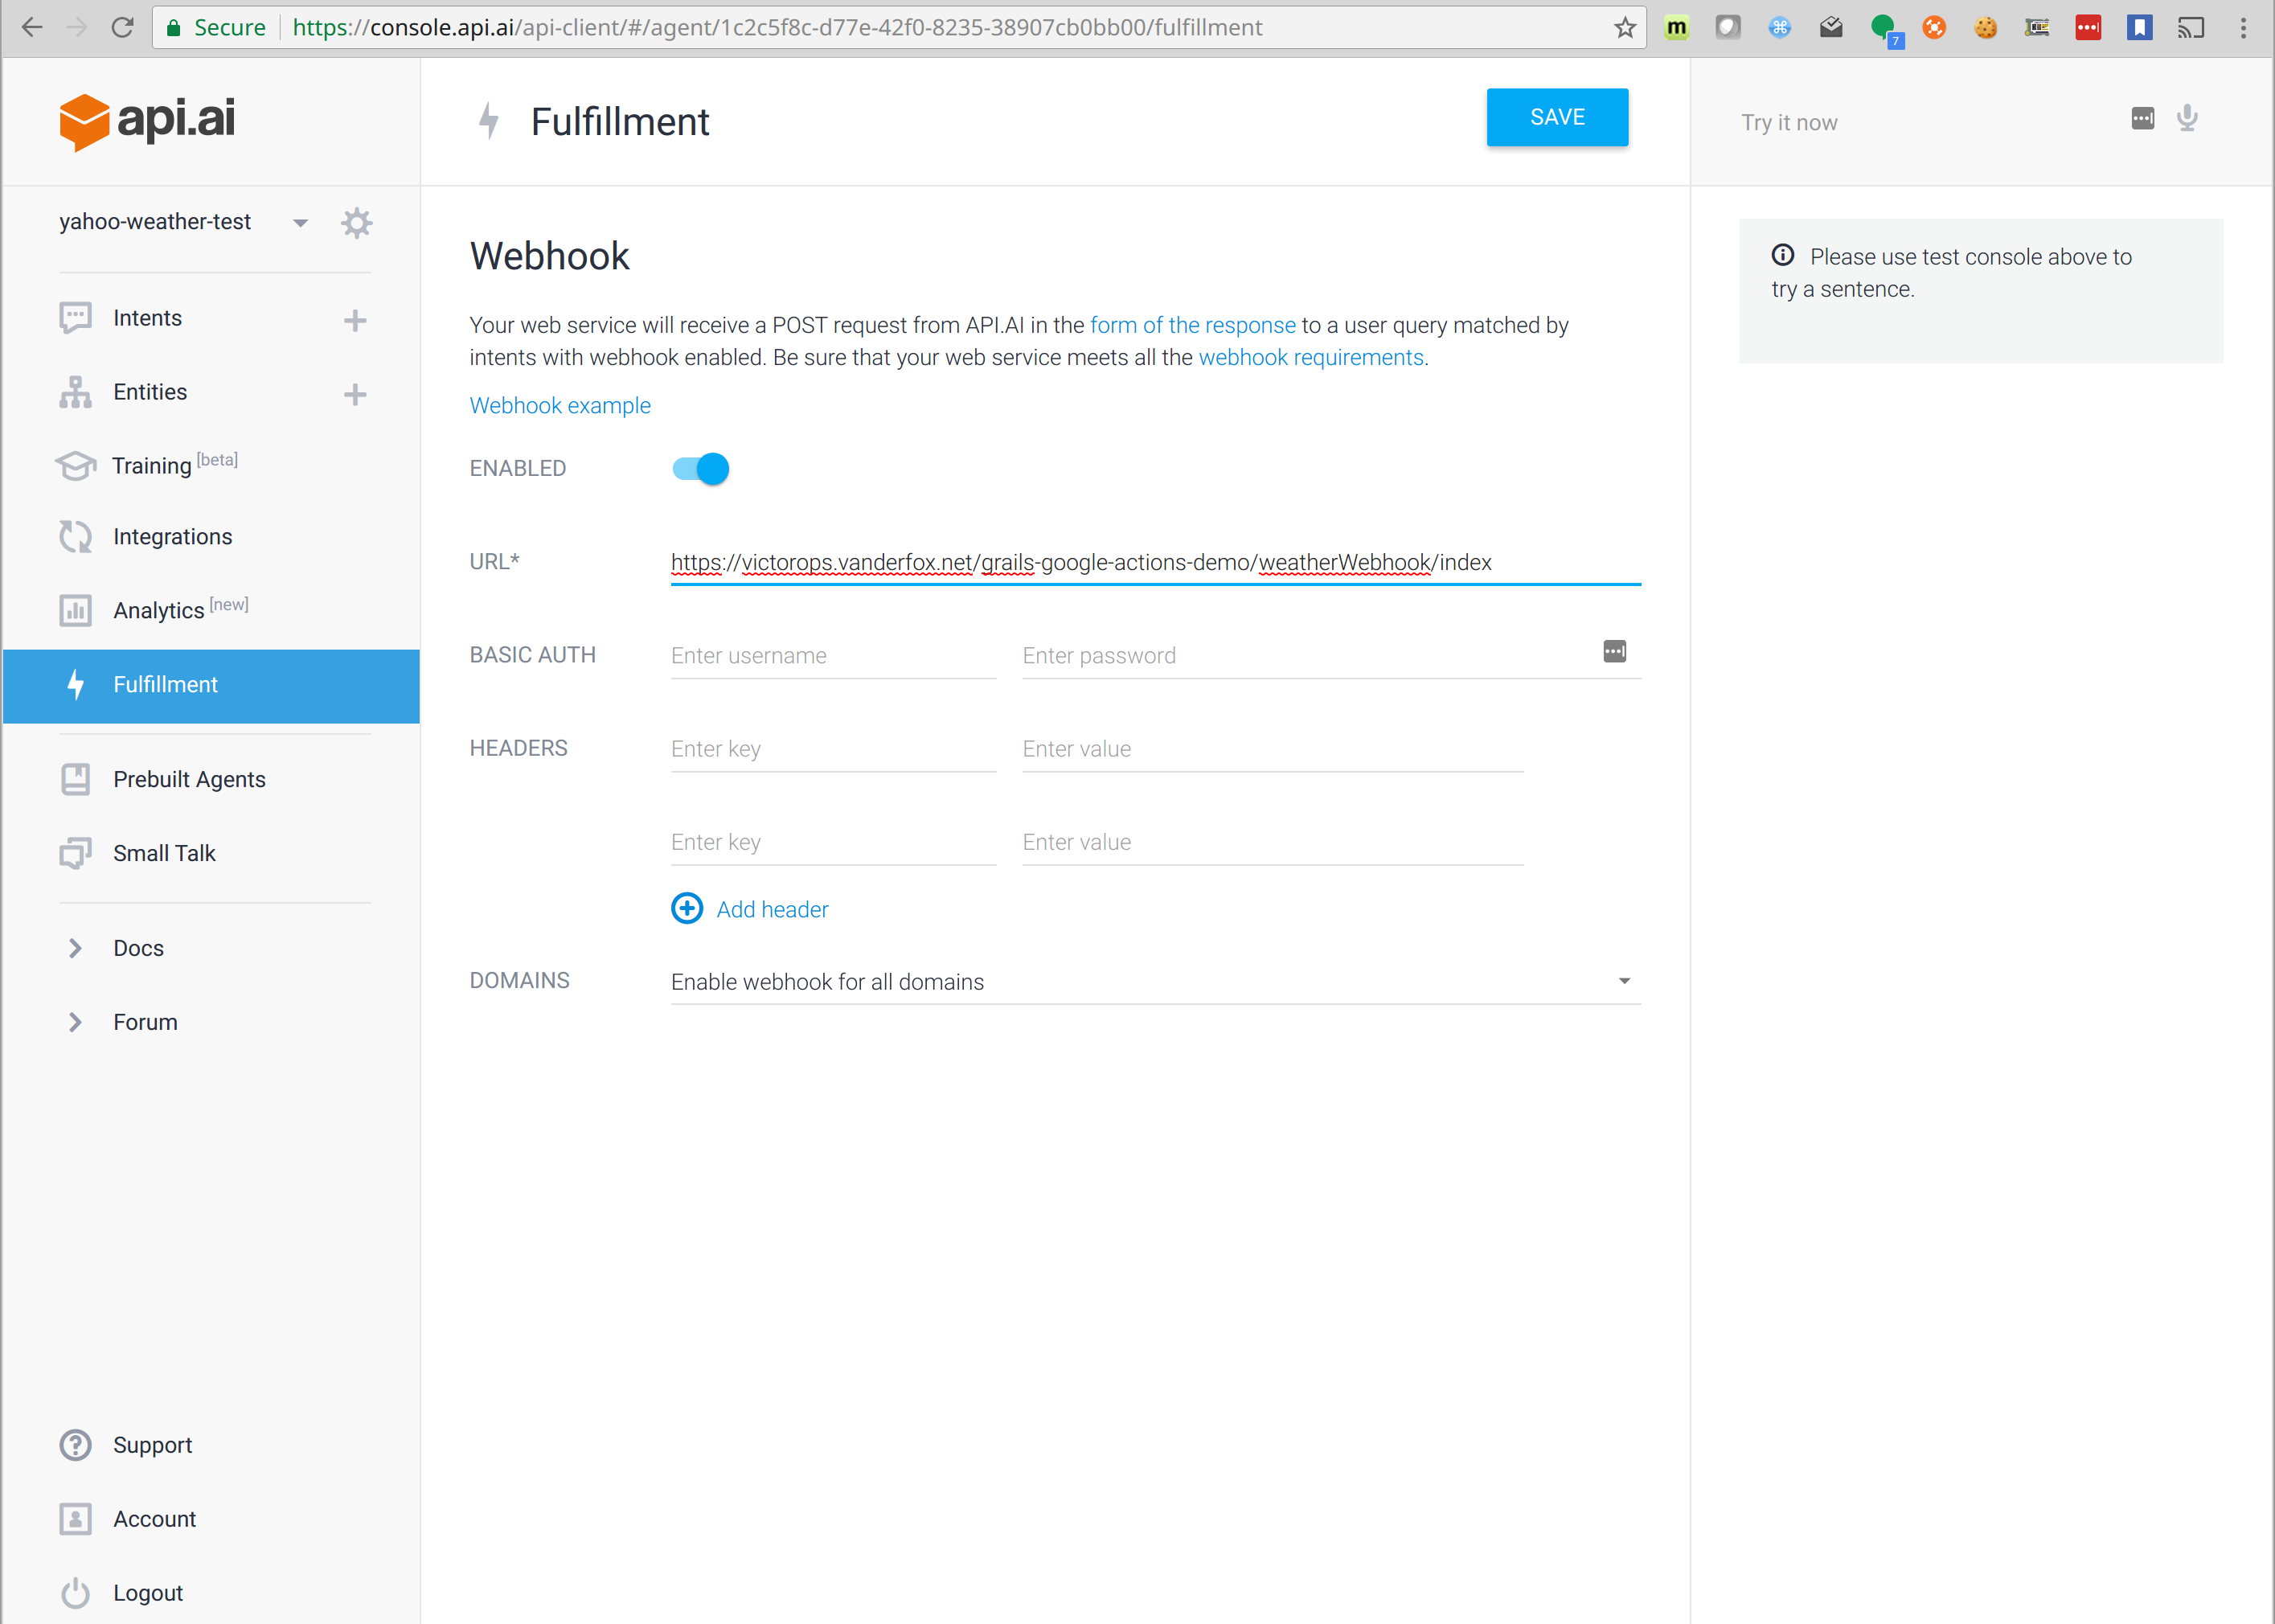 Secure https://console.api.ai/api-client/#/agent/1c2c5f8c-d77e-42f0-8235-38907cb0bb00/fulfillment
m
7
api.ai
Fulfillment
SAVE
Try it now
yahoo-weather-test
Intents
Entities
Training [beta]
Integrations
Analytics [new]
Fulfillment
Prebuilt Agents
Small Talk
Docs
Forum
Support
Account
Logout
Webhook
Your web service will receive a POST request from API.AI in the form of the response to a user query matched by
intents with webhook enabled. Be sure that your web service meets all the webhook requirements.
Webhook example
ENABLED
URL* https://victorops.vanderfox.net/grails-google-actions-demo/weatherWebhook/index
BASIC AUTH Enter username Enter password
HEADERS Enter key Enter value
Enter key Enter value
Add header
DOMAINS Enable webhook for all domains
Please use test console above to
try a sentence.